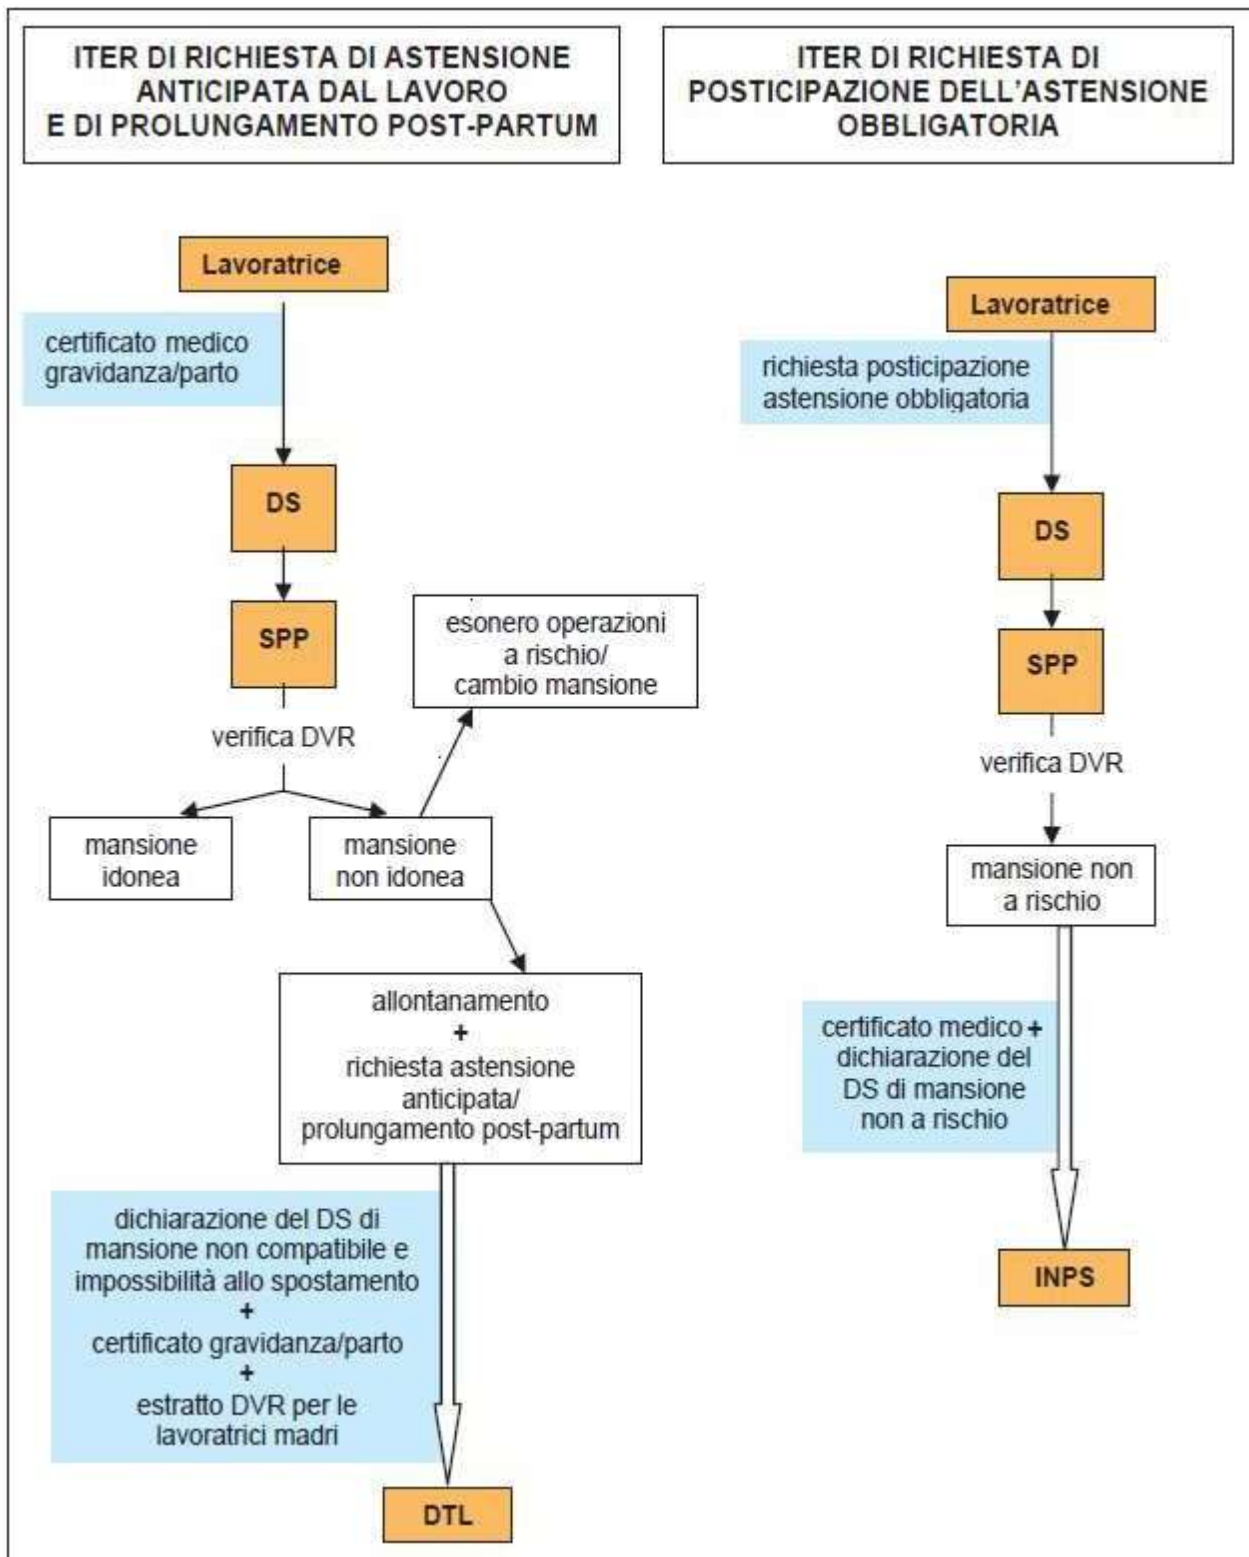 ITER DI RICHIESTA DI ASTENSIONE
ANTICIPATA DAL LAVORO
E DI PROLUNGAMENTO POST-PARTUM
Lavoratrice
certificato medico
gravidanza/parto
DS
SPP
verifica DVR
esonero operazioni
a rischio/
cambio mansione
mansione
idonea
mansione
non idonea
allontanamento
+
richiesta astensione
anticipata/
prolungamento post-partum
dichiarazione del DS di
mansione non compatibile e
impossibilità allo spostamento
+
certificato gravidanza/parto
+
estratto DVR per le
lavoratrici madri
DTL
ITER DI RICHIESTA DI
POSTICIPAZIONE DELL'ASTENSIONE
OBBLIGATORIA
Lavoratrice
richiesta posticipazione
astensione obbligatoria
DS
SPP
verifica DVR
mansione non
a rischio
certificato medico +
dichiarazione del
DS di mansione
non a rischio
INPS